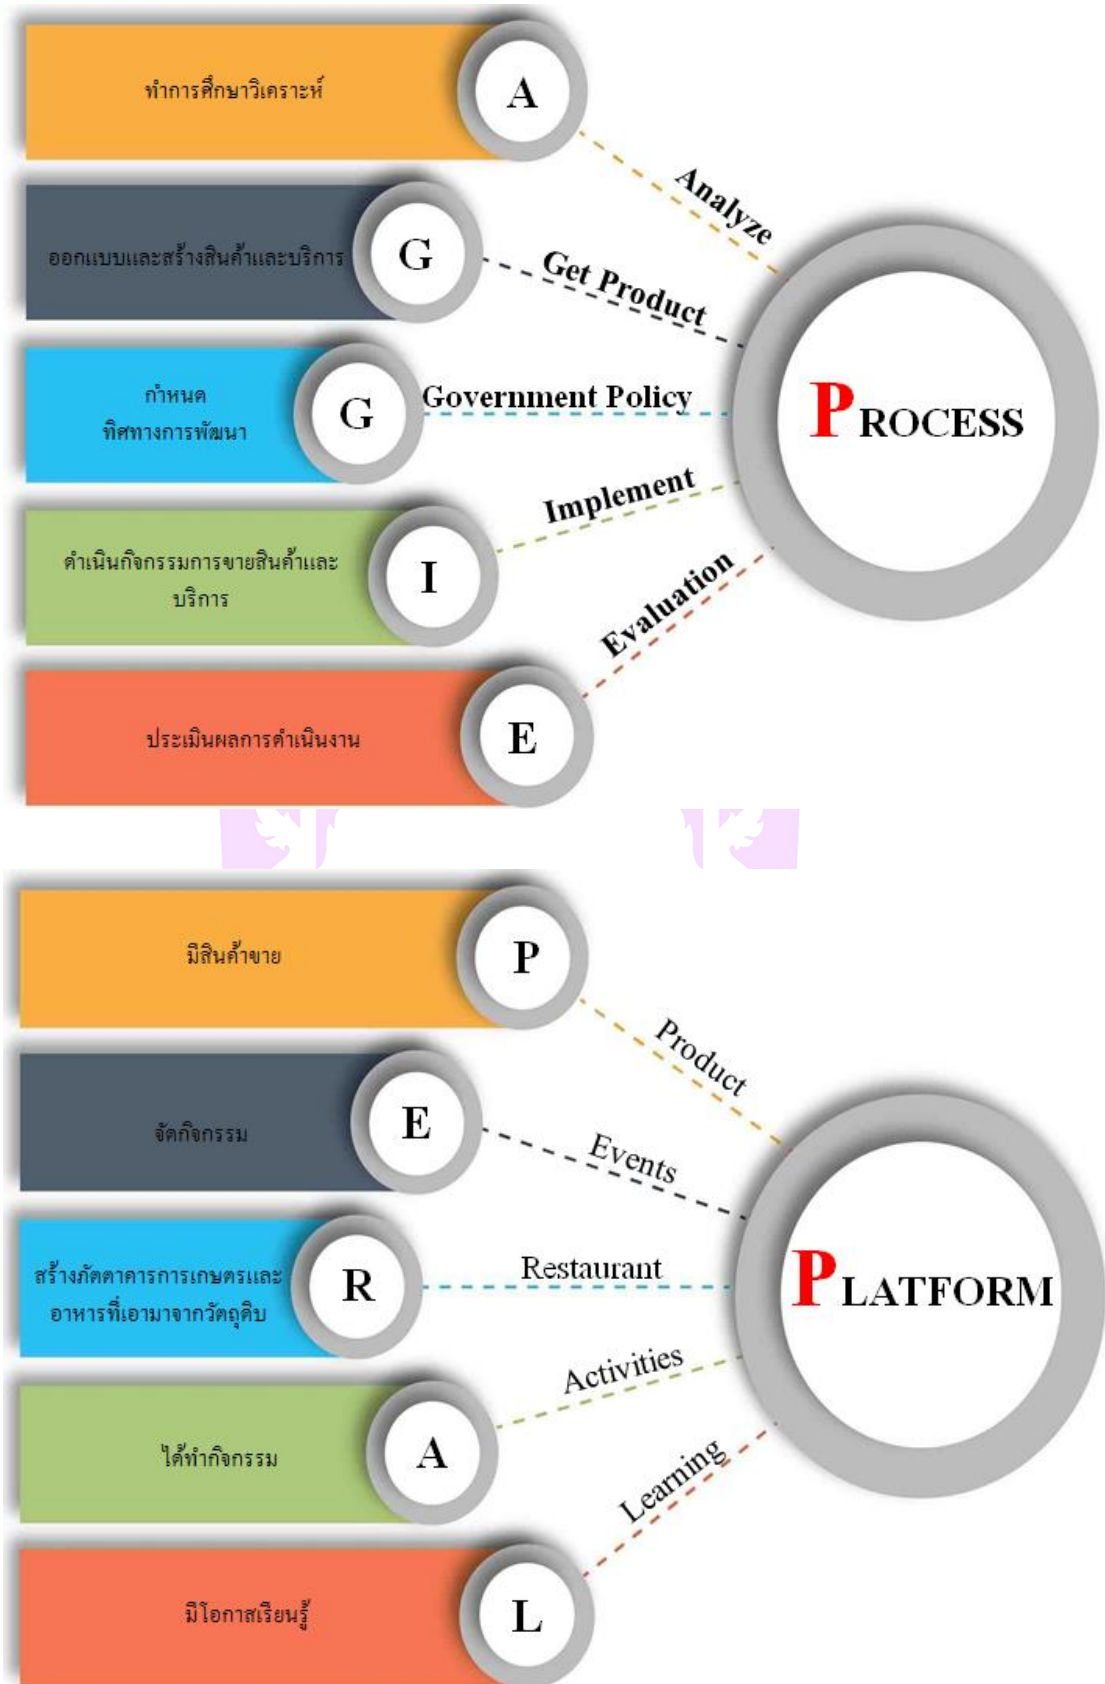 ทำการศึกษาวิเคราะห์
A
Analyze
ออกแบบและสร้างสินค้าและบริการ
G
Get Product
กำหนด
ทิศทางการพัฒนา
G
Government Policy
PROCESS
ดำเนินกิจกรรมการขายสินค้าและ
บริการ
I
Implement
ประเมินผลการดำเนินงาน
E
Evaluation
มีสินค้าขาย
P
Product
จัดกิจกรรม
E
Events
สร้างภัตตาคารการเกษตรและ
อาหารที่เอามาจากวัตถุดิบ
R
Restaurant
PLATFORM
ได้ทำกิจกรรม
A
Activities
มีโอกาสเรียนรู้
L
Learning